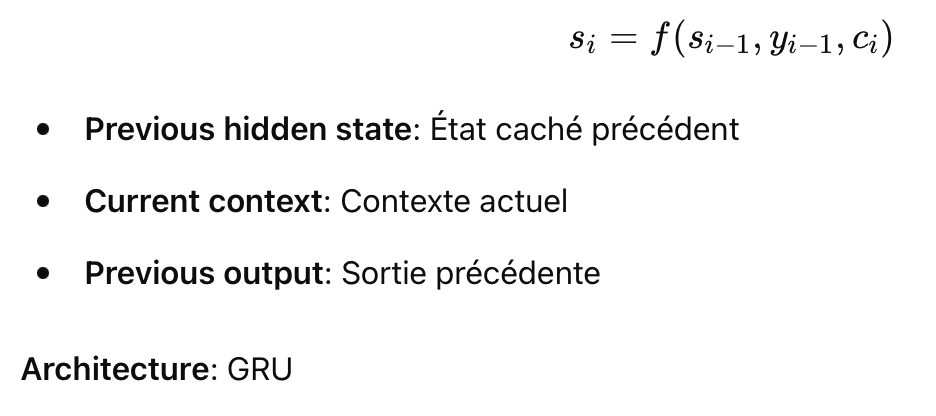 s_i = f(s_{i−1}, y_{i−1}, c_i)
• Previous hidden state: État caché précédent
• Current context: Contexte actuel
• Previous output: Sortie précédente
Architecture: GRU